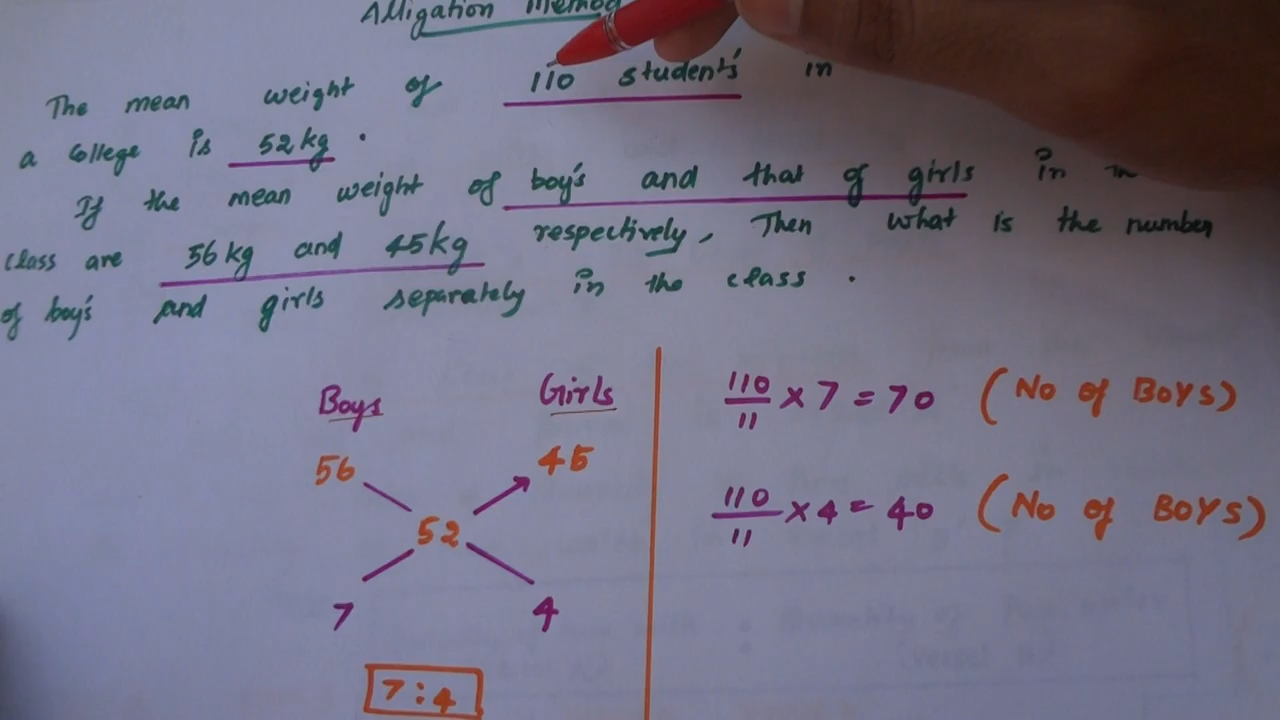 Alligation Method
The mean weight of 110 students' in
a college is 52kg .
If the mean weight of boy's and that of girls in
class are 56kg and 45kg respectively, Then what is the number
of boy's and girls separately in the class .
Boys Girls
56 45
52
7 4
7:4
110/11 × 7 = 70 (No of BOYS)
110/11 × 4 = 40 (No of BOYS)